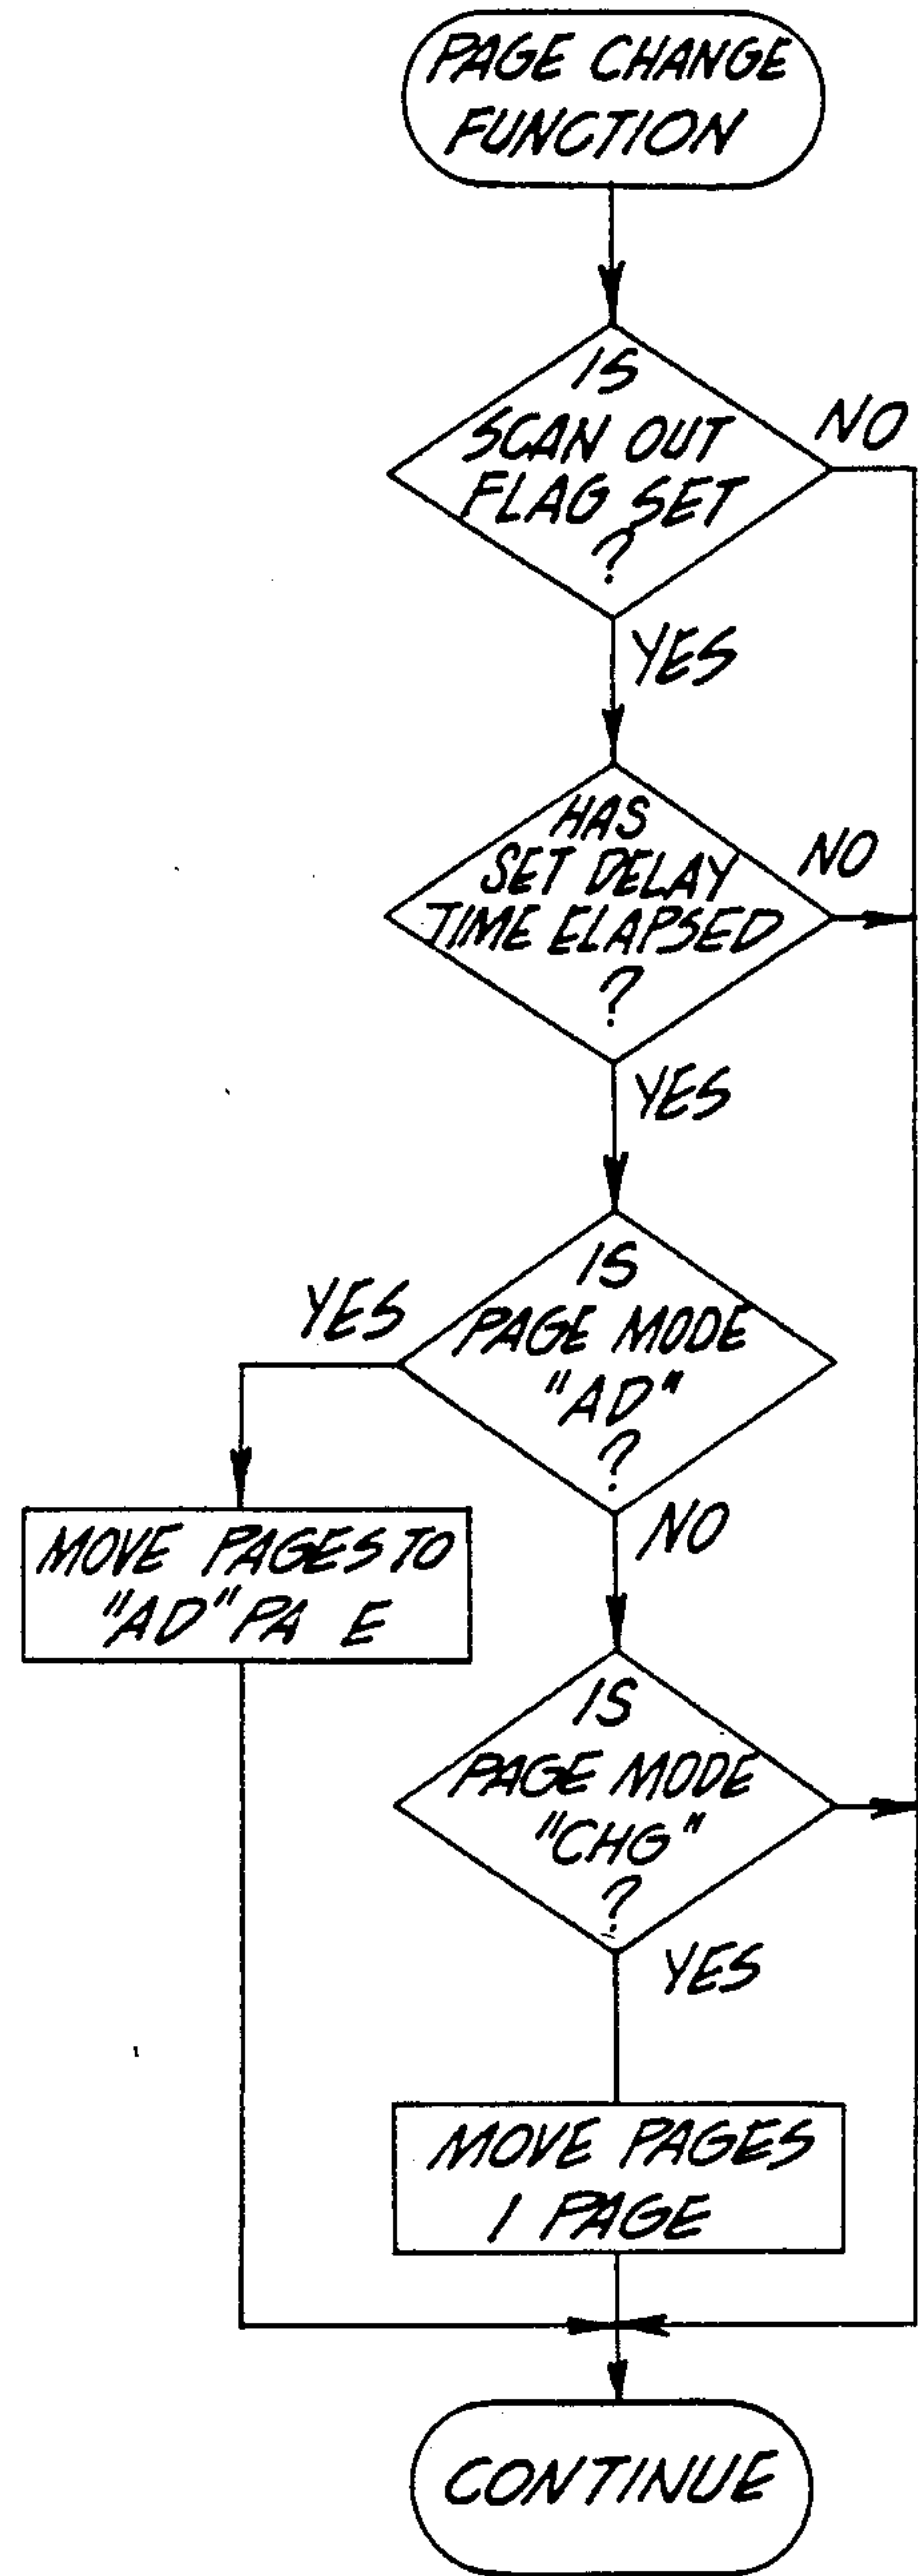 PAGE CHANGE
FUNCTION
IS
SCAN OUT
FLAG SET
?
NO
YES
HAS
SET DELAY
TIME ELAPSED
?
NO
YES
IS
PAGE MODE
"AD"
?
YES
NO
MOVE PAGES TO
"AD" PA E
IS
PAGE MODE
"CHG"
?
YES
MOVE PAGES
1 PAGE
CONTINUE